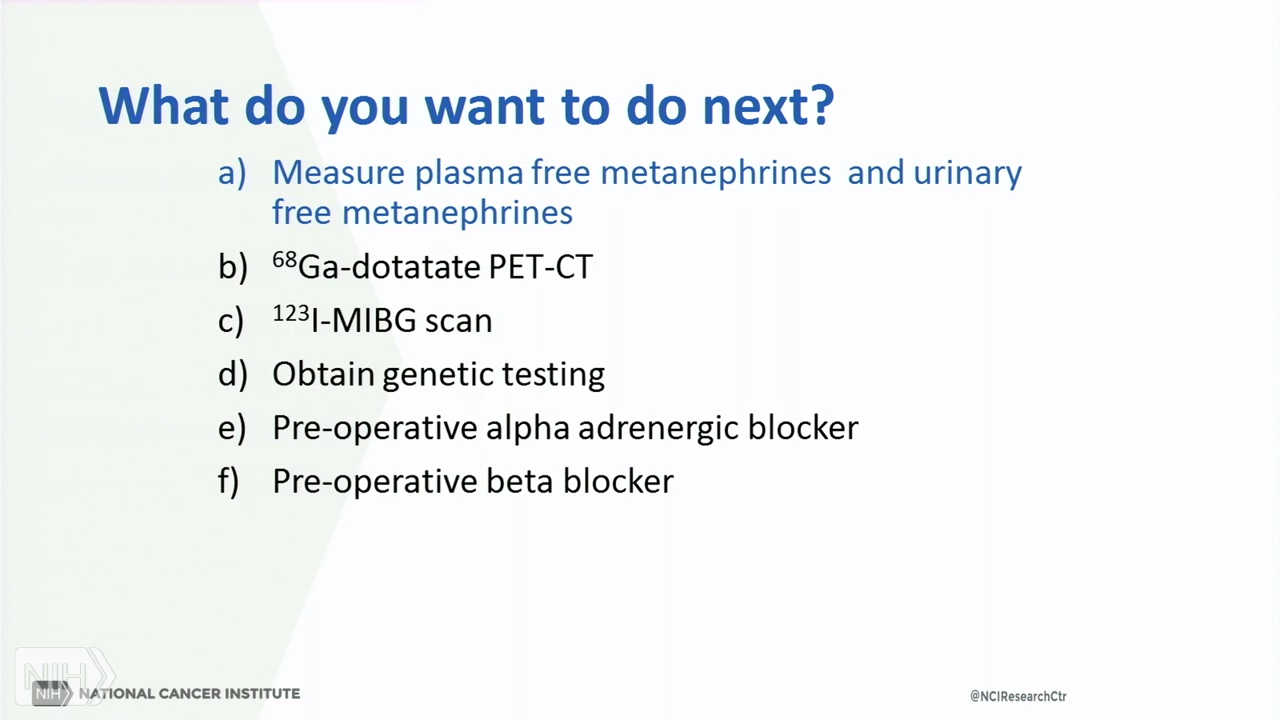 What do you want to do next?
a) Measure plasma free metanephrines and urinary
free metanephrines
b) ⁶⁸Ga-dotatate PET-CT
c) ¹²³I-MIBG scan
d) Obtain genetic testing
e) Pre-operative alpha adrenergic blocker
f) Pre-operative beta blocker
NIH
NIH NATIONAL CANCER INSTITUTE
@NCIResearchCtr